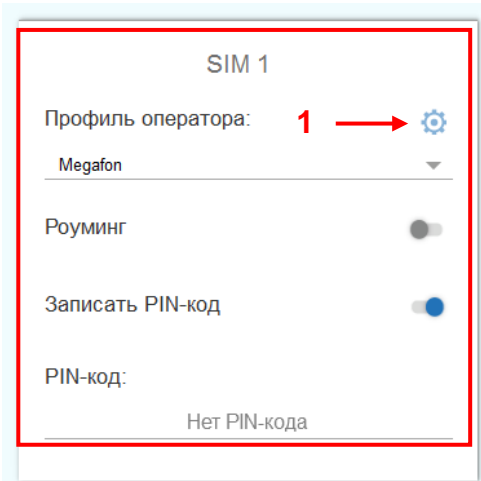 SIM 1
Профиль оператора: 1
Megafon
Роуминг
Записать PIN-код
PIN-код:
Нет PIN-кода